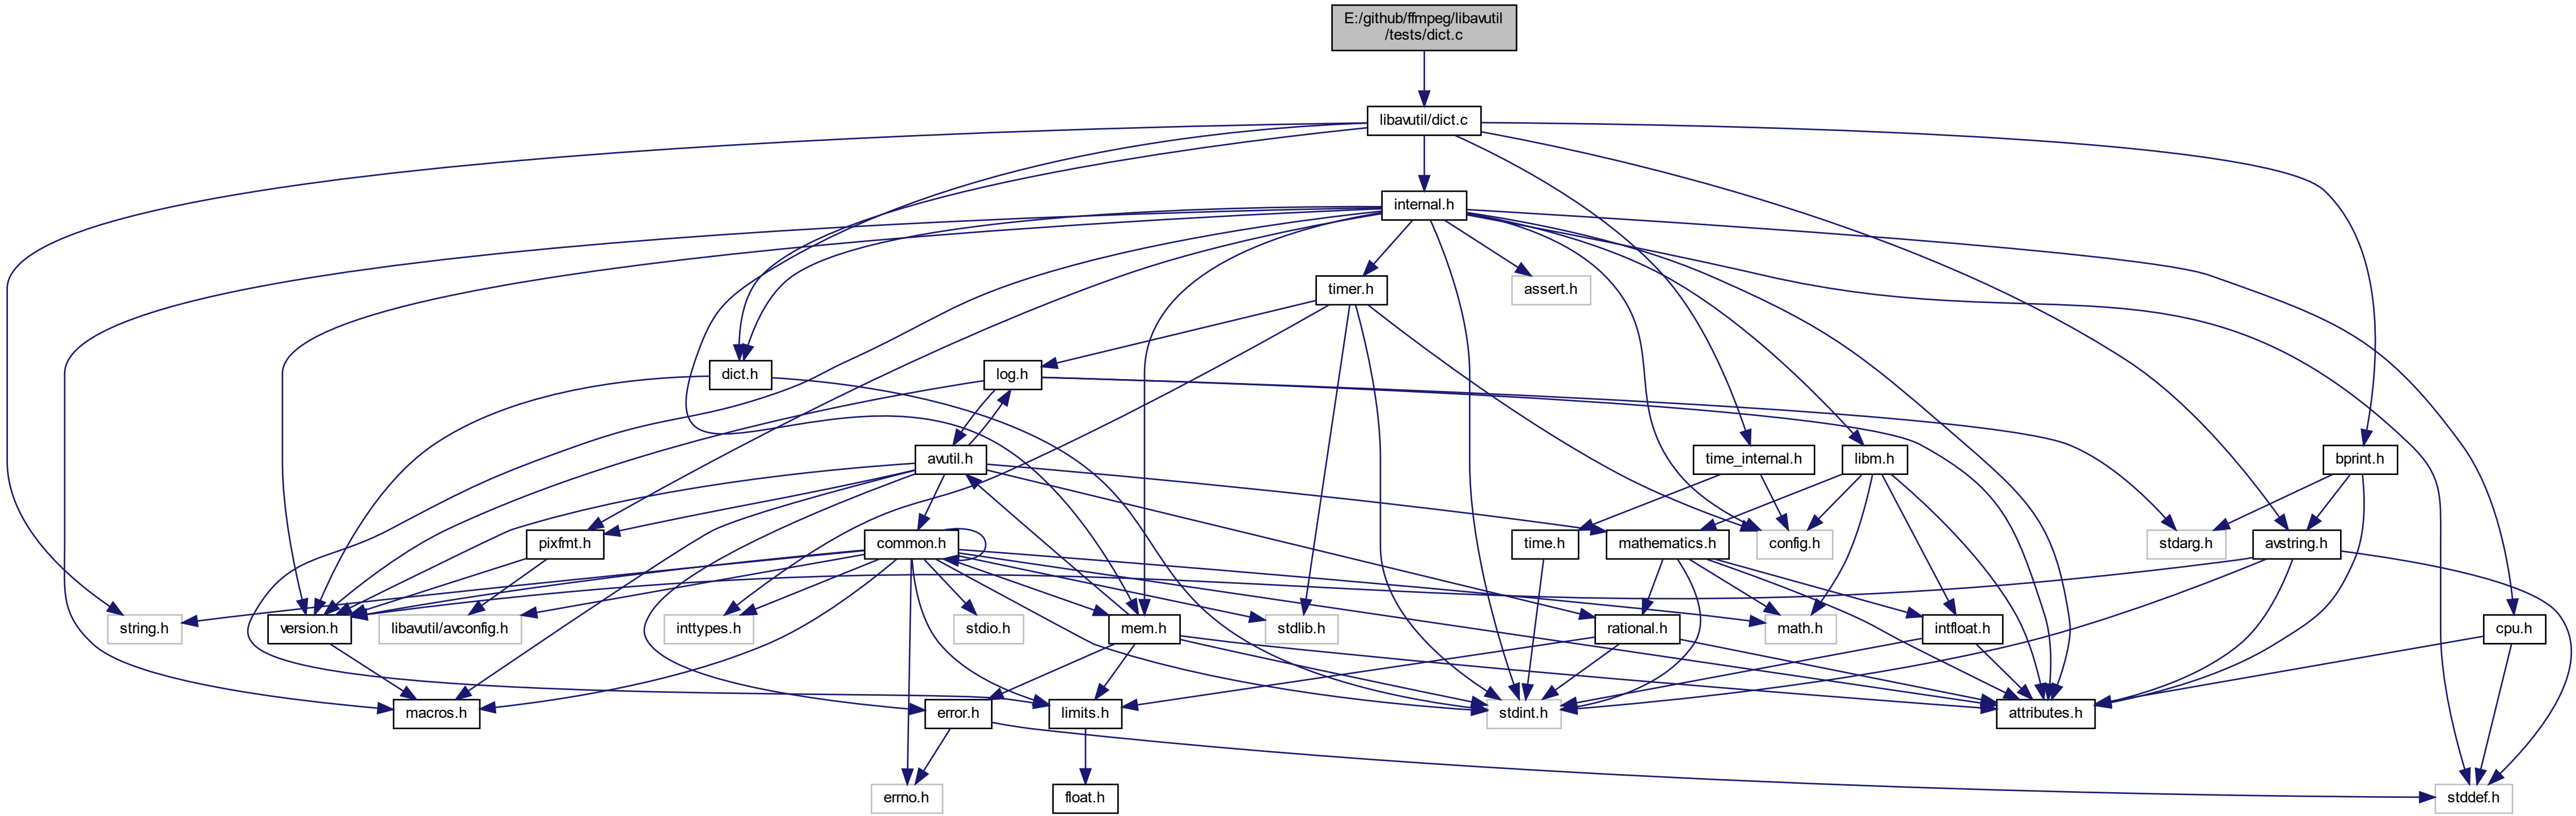 E:/github/ffmpeg/libavutil
/tests/dict.c
libavutil/dict.c
internal.h
timer.h
assert.h
dict.h
log.h
avutil.h
time_internal.h
libm.h
bprint.h
pixfmt.h
common.h
time.h
mathematics.h
config.h
stdarg.h
avstring.h
string.h
version.h
libavutil/avconfig.h
inttypes.h
stdio.h
mem.h
stdlib.h
rational.h
math.h
intfloat.h
cpu.h
macros.h
error.h
limits.h
stdint.h
attributes.h
errno.h
float.h
stddef.h